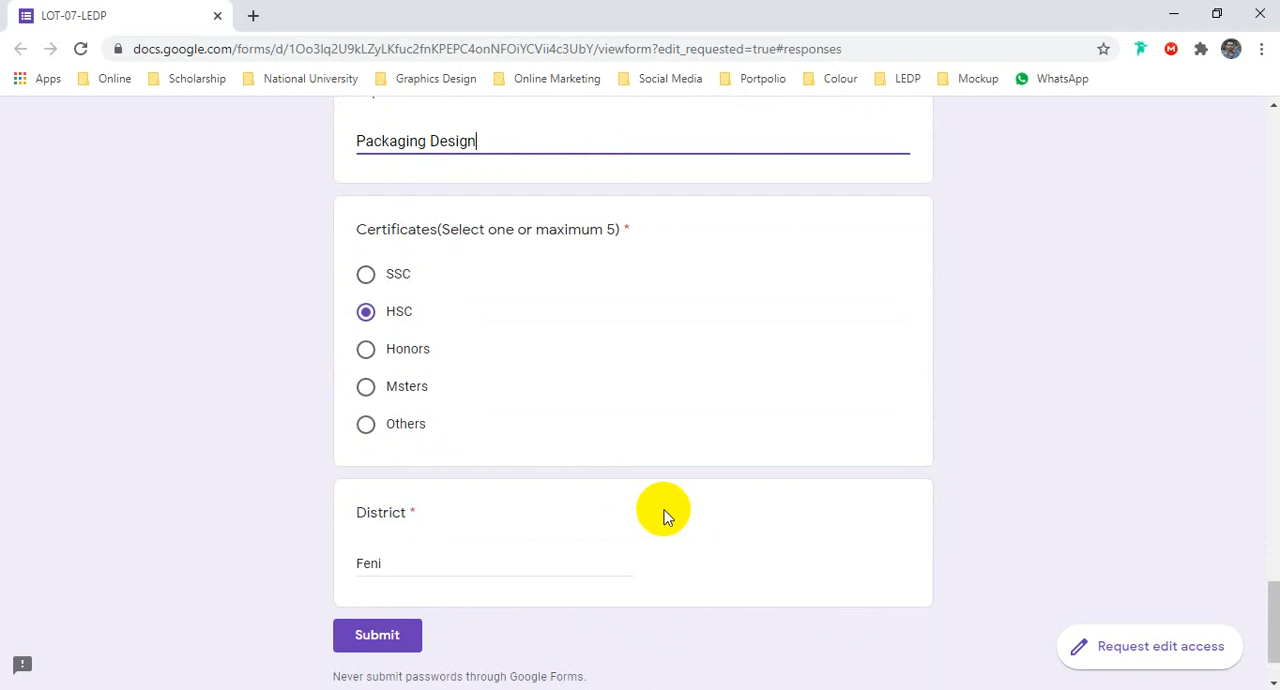 LOT-07-LEDP
docs.google.com/forms/d/1Oo3lq2U9kLZyLKfuc2fnKPEPC4onNFOiYCVii4c3UbY/viewform?edit_requested=true#responses
Apps Online Scholarship National University Graphics Design Online Marketing Social Media Portpolio Colour LEDP Mockup WhatsApp
Packaging Design
Certificates(Select one or maximum 5) *
SSC
HSC
Honors
Msters
Others
District *
Feni
Submit
Request edit access
Never submit passwords through Google Forms.